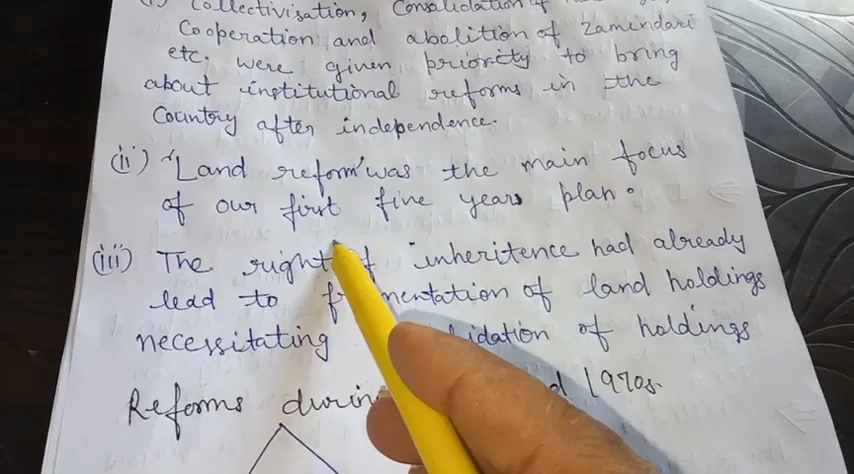 Collectivisation, Consolidation of
Cooperation and abolition of zamindari
etc. were given priority to bring
about institutional reforms in the
Country after independence.
(ii) "Land reform" was the main focus
of our first five years plan.
(iii) The right of inheritence had already
lead to of land holdings
necessitating of holdings
Reforms 1970s.